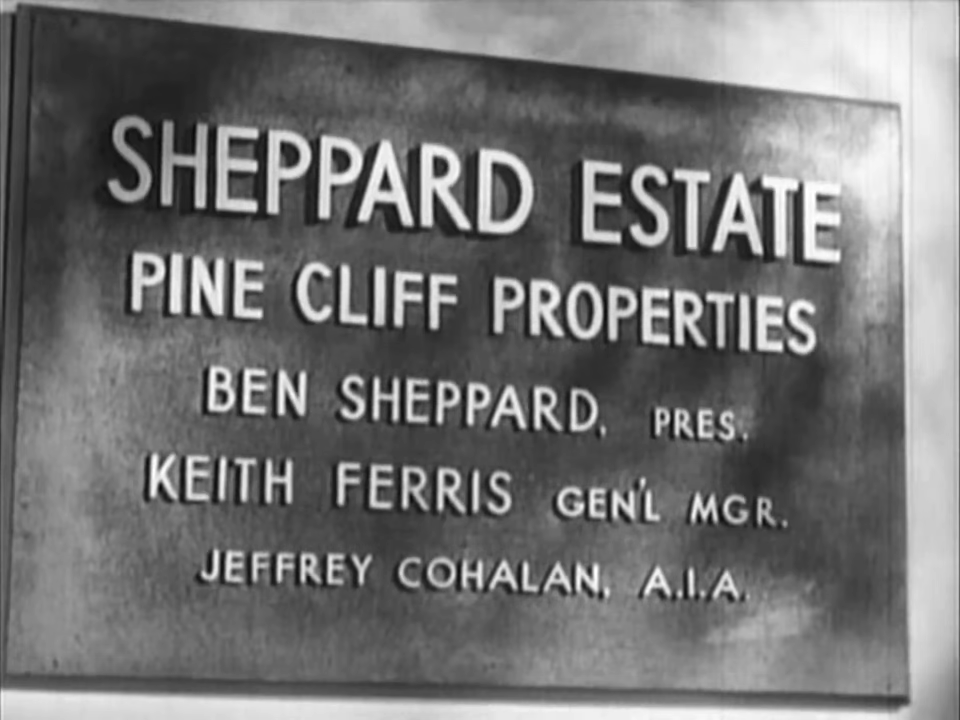 SHEPPARD ESTATE
PINE CLIFF PROPERTIES
BEN SHEPPARD, PRES.
KEITH FERRIS GEN'L MGR.
JEFFREY COHALAN, A.I.A.